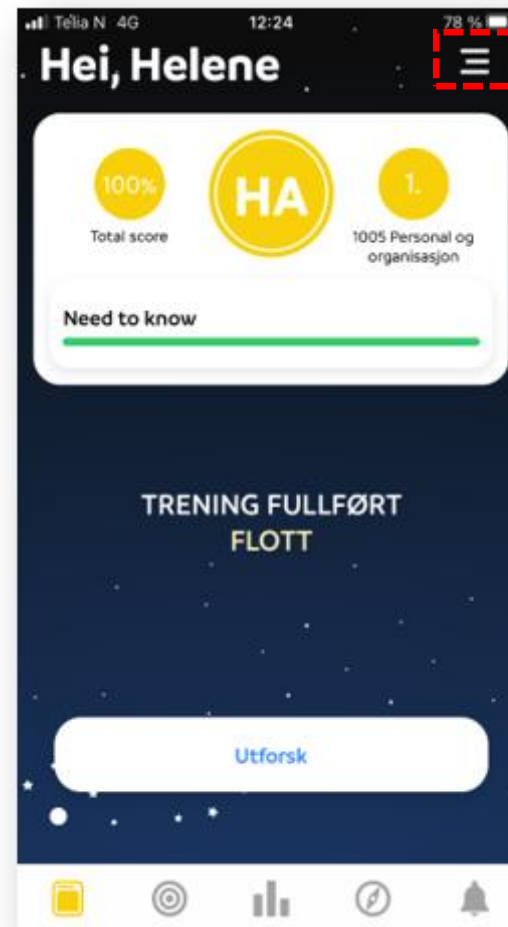 Telia N 4G 12:24 78 %
Hei, Helene
100%
Total score
HA
1.
1005 Personal og
organisasjon
Need to know
TRENING FULLFØRT
FLOTT
Utforsk